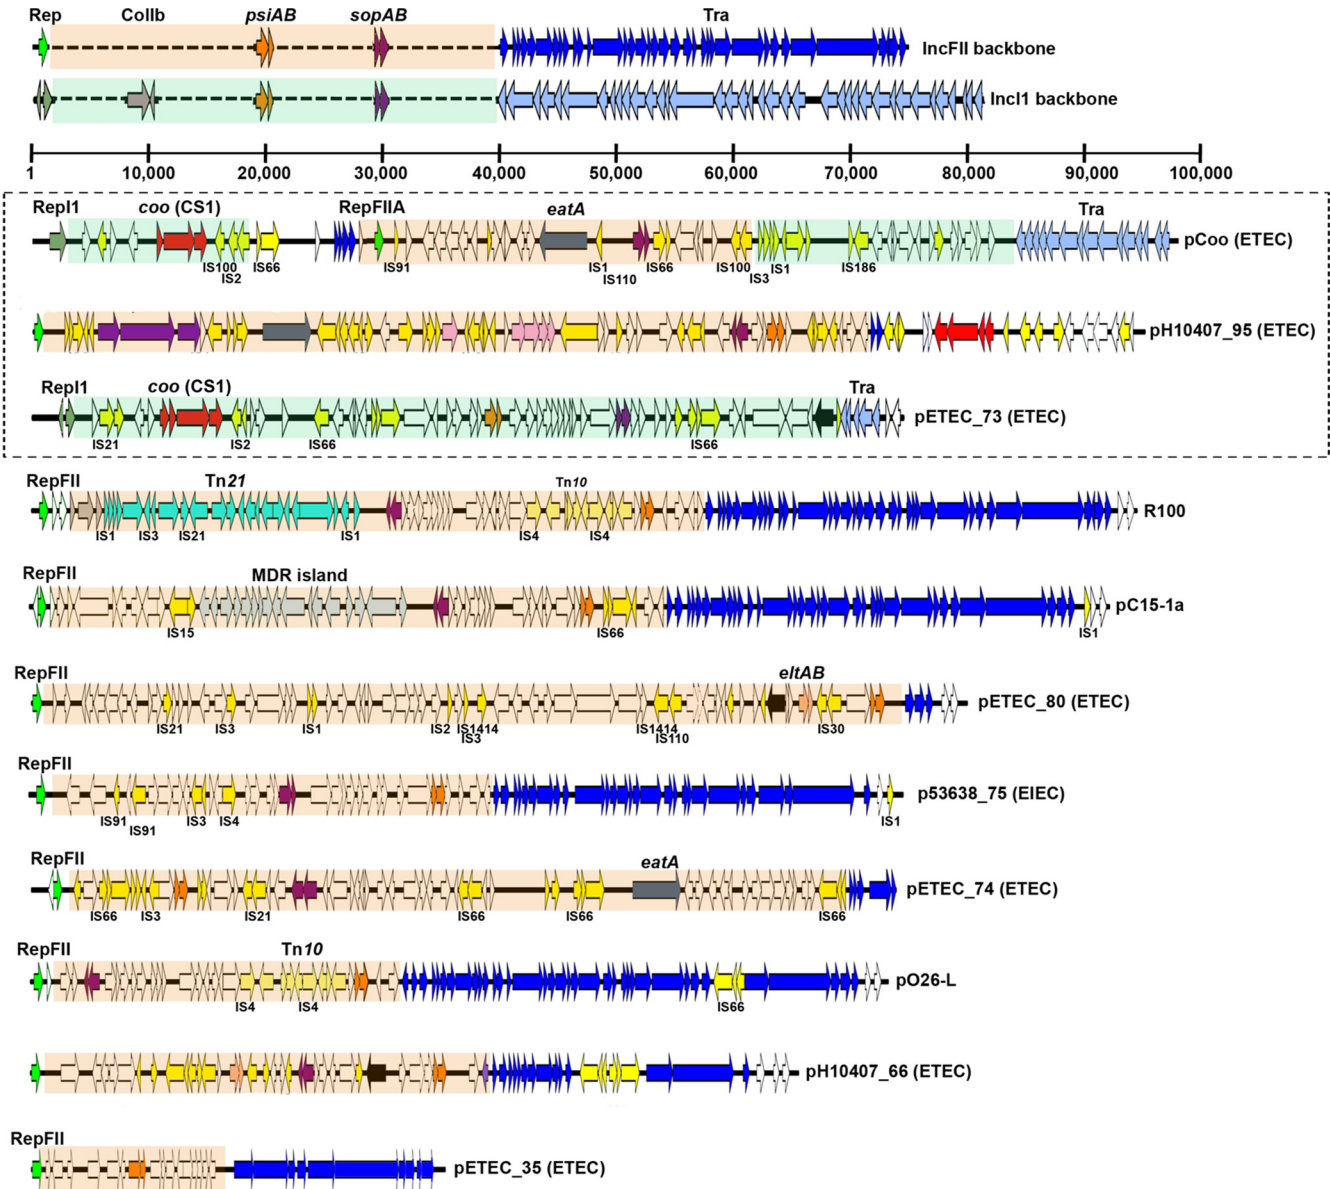 Rep ColIb psiAB sopAB Tra
IncFII backbone
IncI1 backbone
1 10,000 20,000 30,000 40,000 50,000 60,000 70,000 80,000 90,000 100,000
RepI1 coo (CS1) RepFIIA eatA Tra
pCoo (ETEC)
IS100 IS2 IS66 IS91 IS1 IS110 IS66 IS100 IS3 IS1 IS186
pH10407_95 (ETEC)
RepI1 coo (CS1) Tra
pETEC_73 (ETEC)
IS21 IS2 IS66 IS66
RepFII Tn21 Tn10
R100
IS1 IS3 IS21 IS1 IS4 IS4
RepFII MDR island
pC15-1a
IS15 IS66 IS1
RepFII eltAB
pETEC_80 (ETEC)
IS21 IS3 IS1 IS2 IS1414 IS3 IS1414 IS110 IS30
RepFII
p53638_75 (EIEC)
IS91 IS91 IS3 IS4 IS1
RepFII eatA
pETEC_74 (ETEC)
IS66 IS3 IS21 IS66 IS66 IS66
RepFII Tn10
pO26-L
IS4 IS4 IS66
pH10407_66 (ETEC)
RepFII
pETEC_35 (ETEC)